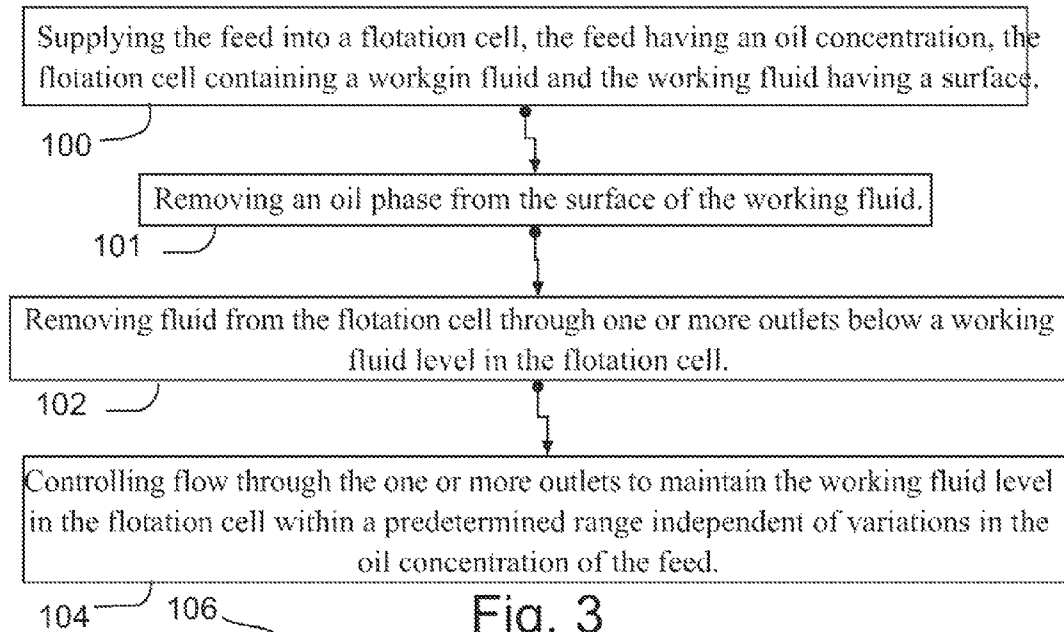 Supplying the feed into a flotation cell, the feed having an oil concentration, the
flotation cell containing a workgin fluid and the working fluid having a surface.
100
Removing an oil phase from the surface of the working fluid.
101
Removing fluid from the flotation cell through one or more outlets below a working
fluid level in the flotation cell.
102
Controlling flow through the one or more outlets to maintain the working fluid level
in the flotation cell within a predetermined range independent of variations in the
oil concentration of the feed.
104
106
Fig. 3